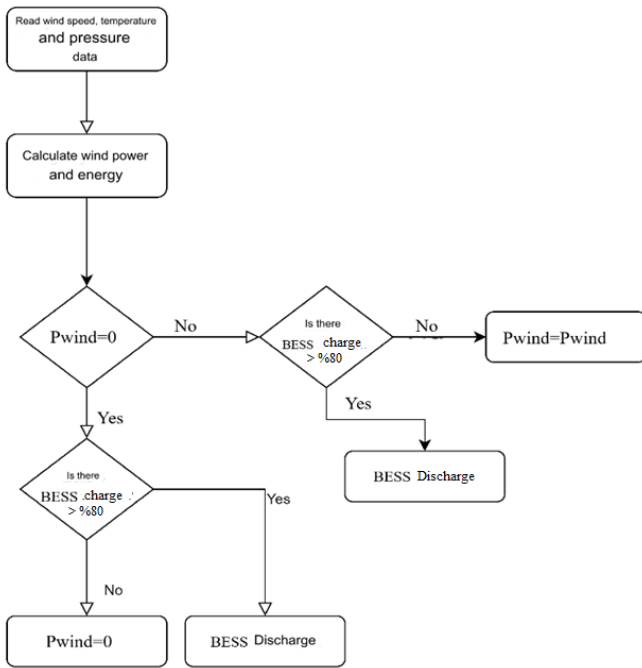 Read wind speed, temperature
and pressure
data
Calculate wind power
and energy
Pwind=0
No
Is there
BESS charge
> %80
No
Pwind=Pwind
Yes
BESS Discharge
Yes
Is there
BESS .charge
> %80
Yes
No
Pwind=0
BESS Discharge